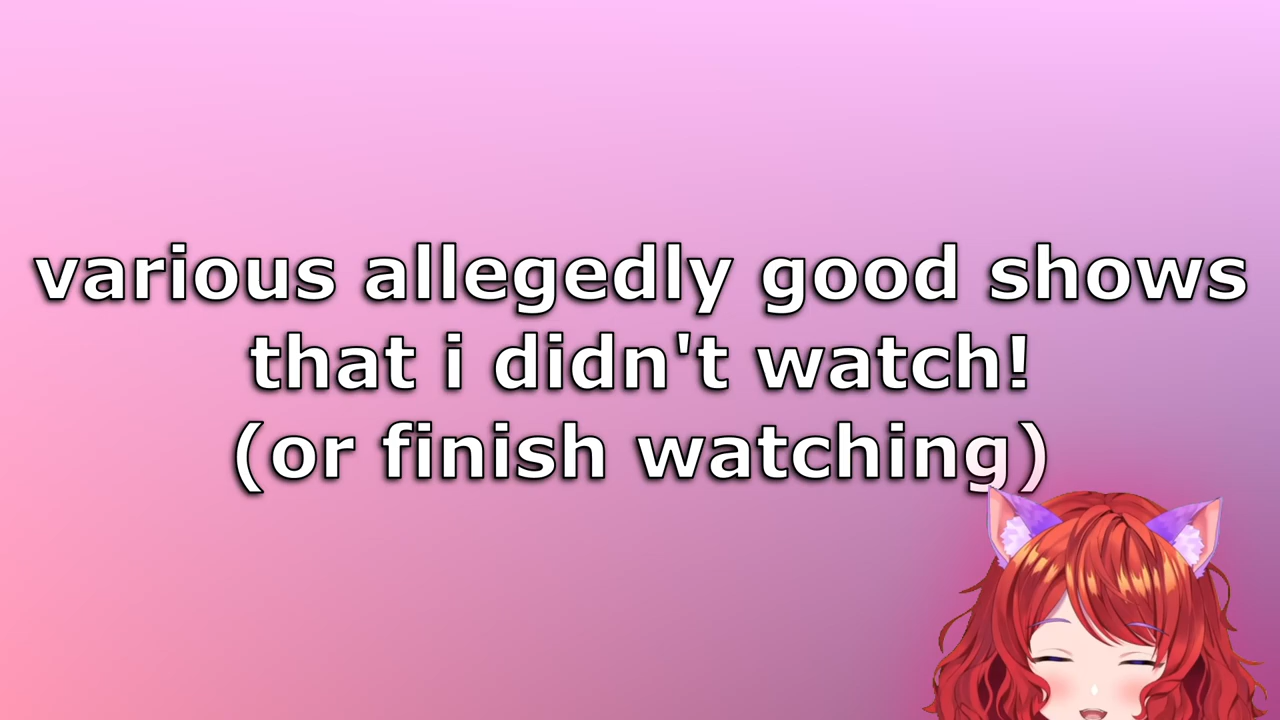 various allegedly good shows
that i didn't watch!
(or finish watching)